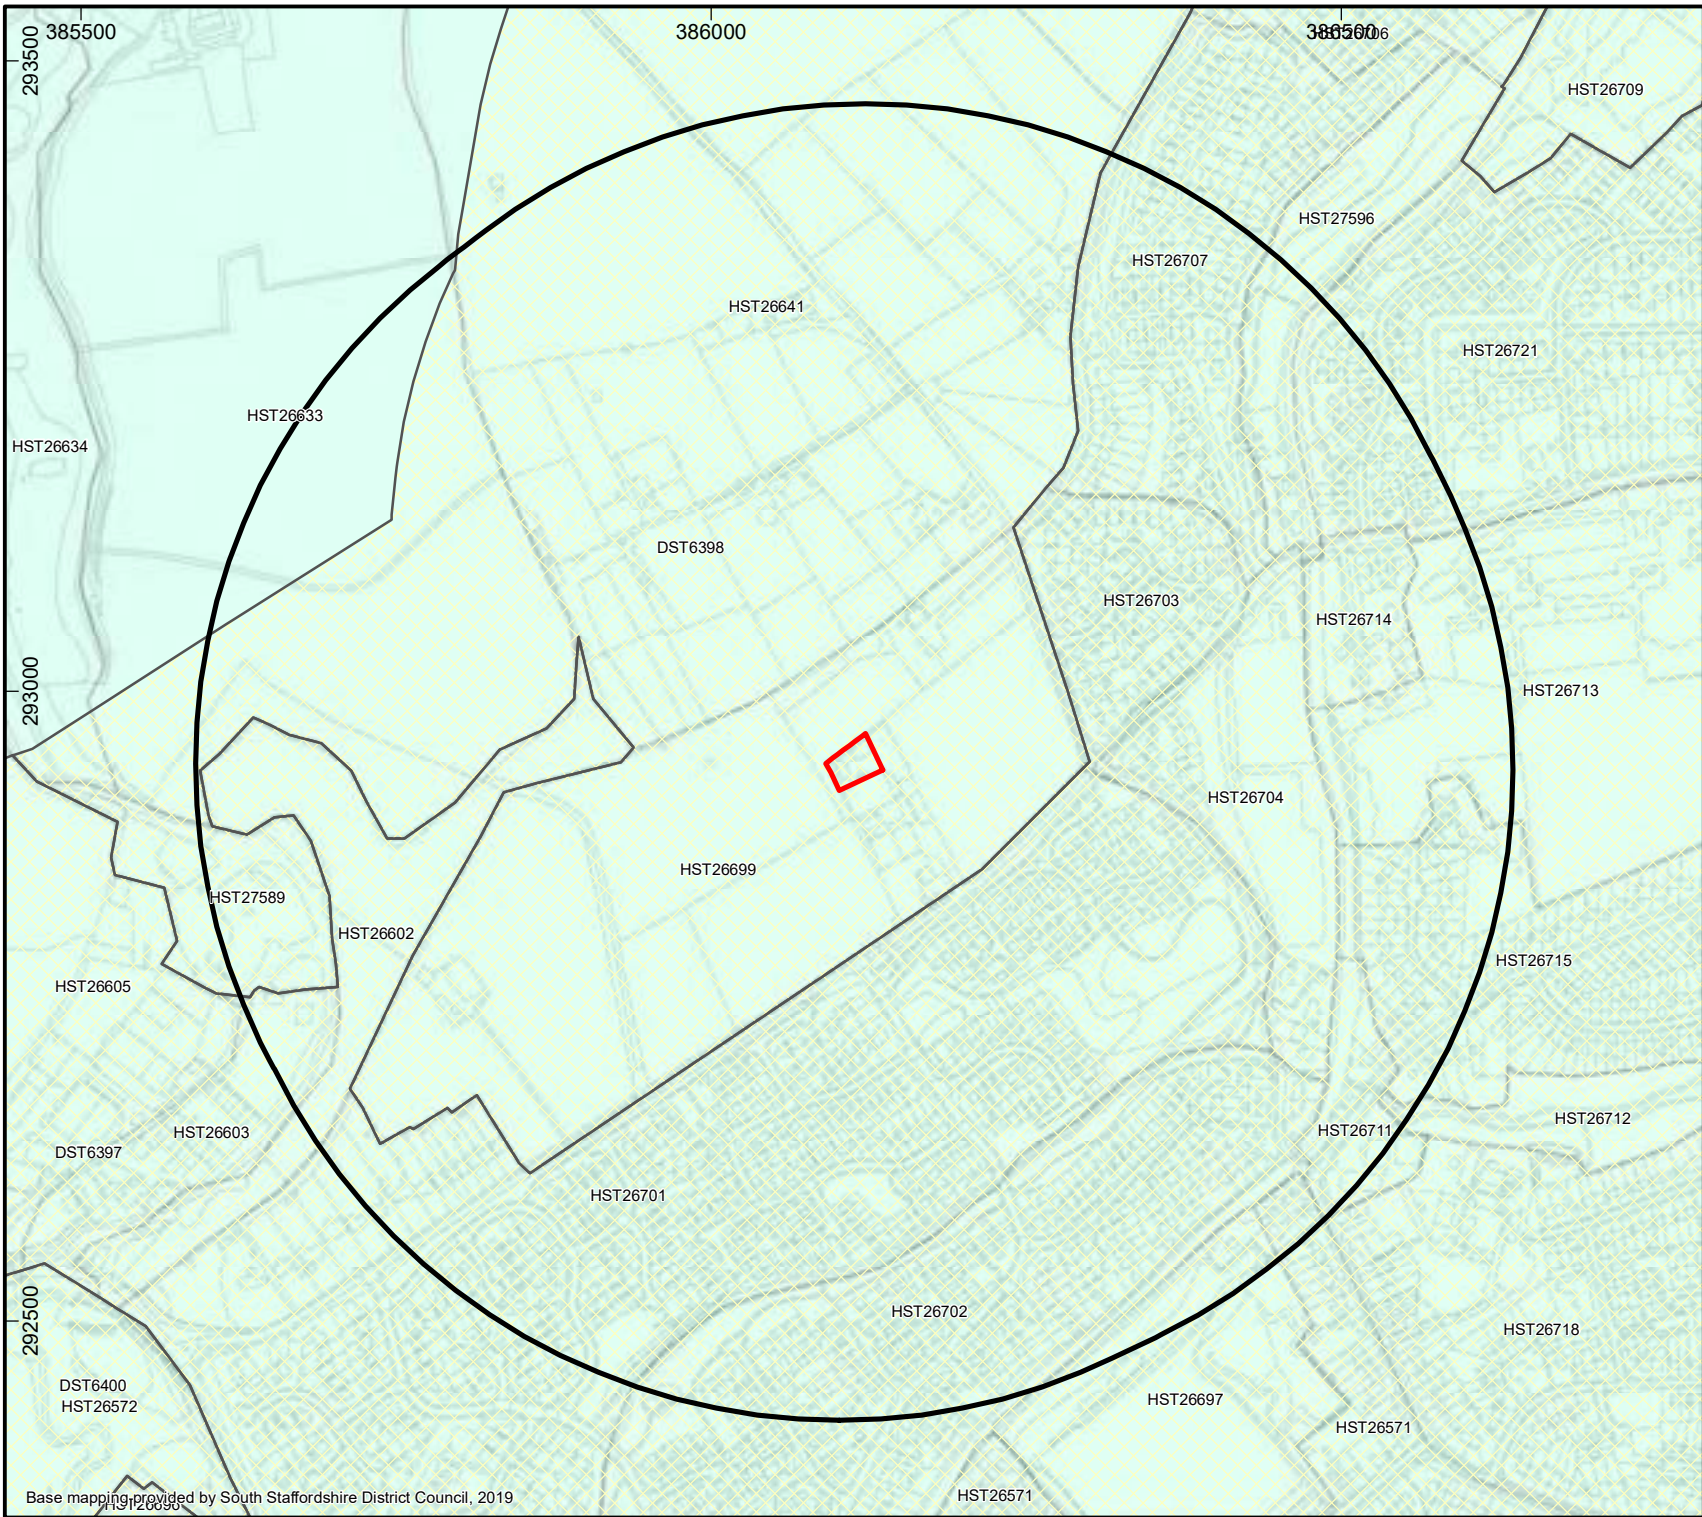 385500
386000
386500
HST26706
293500
HST26709
HST27596
HST26707
HST26641
HST26721
HST26633
HST26634
DST6398
HST26703
HST26714
293000
HST26713
HST26704
HST26699
HST27589
HST26602
HST26715
HST26605
HST26712
HST26711
HST26603
DST6397
HST26701
HST26702
292500
HST26718
DST6400
HST26697
HST26572
HST26571
HST26571
Base mapping provided by South Staffordshire District Council, 2019